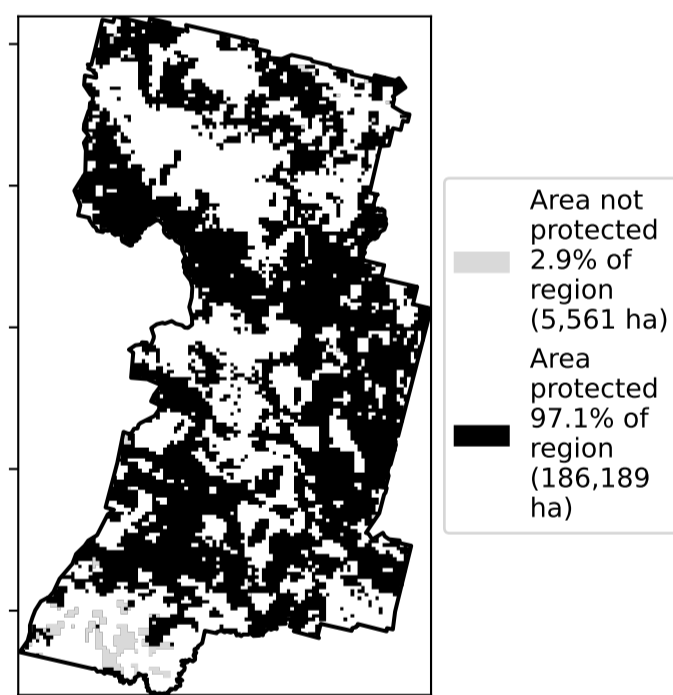 Area not
protected
2.9% of
region
(5,561 ha)
Area
protected
97.1% of
region
(186,189
ha)